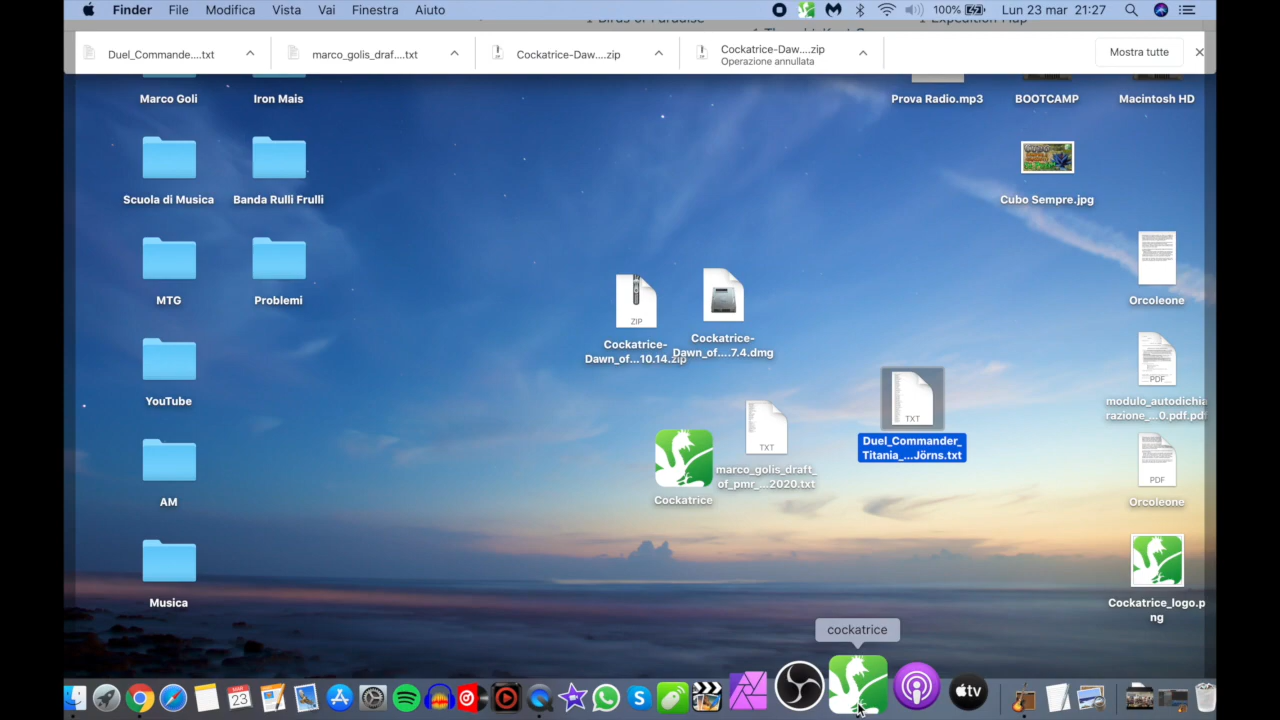 Finder File Modifica Vista Vai Finestra Aiuto 100% Lun 23 mar 21:27
Duel_Commande....txt
marco_golis_draf....txt
Cockatrice-Daw....zip
Cockatrice-Daw....zip
Operazione annullata
Mostra tutte
Marco Goli
Iron Mais
Prova Radio.mp3
BOOTCAMP
Macintosh HD
Scuola di Musica
Banda Rulli Frulli
Cubo Sempre.jpg
MTG
Problemi
ZIP
Cockatrice-
Dawn_of...10.14.zip
Cockatrice-
Dawn_of....7.4.dmg
Orcoleone
YouTube
TXT
Duel_Commander_
Titania_...Jörns.txt
PDF
modulo_autodichia
razione_...0.pdf.pdf
TXT
marco_golis_draft_
of_pmr_...2020.txt
Cockatrice
AM
PDF
Orcoleone
Musica
Cockatrice_logo.p
ng
cockatrice
MAR
23
tv